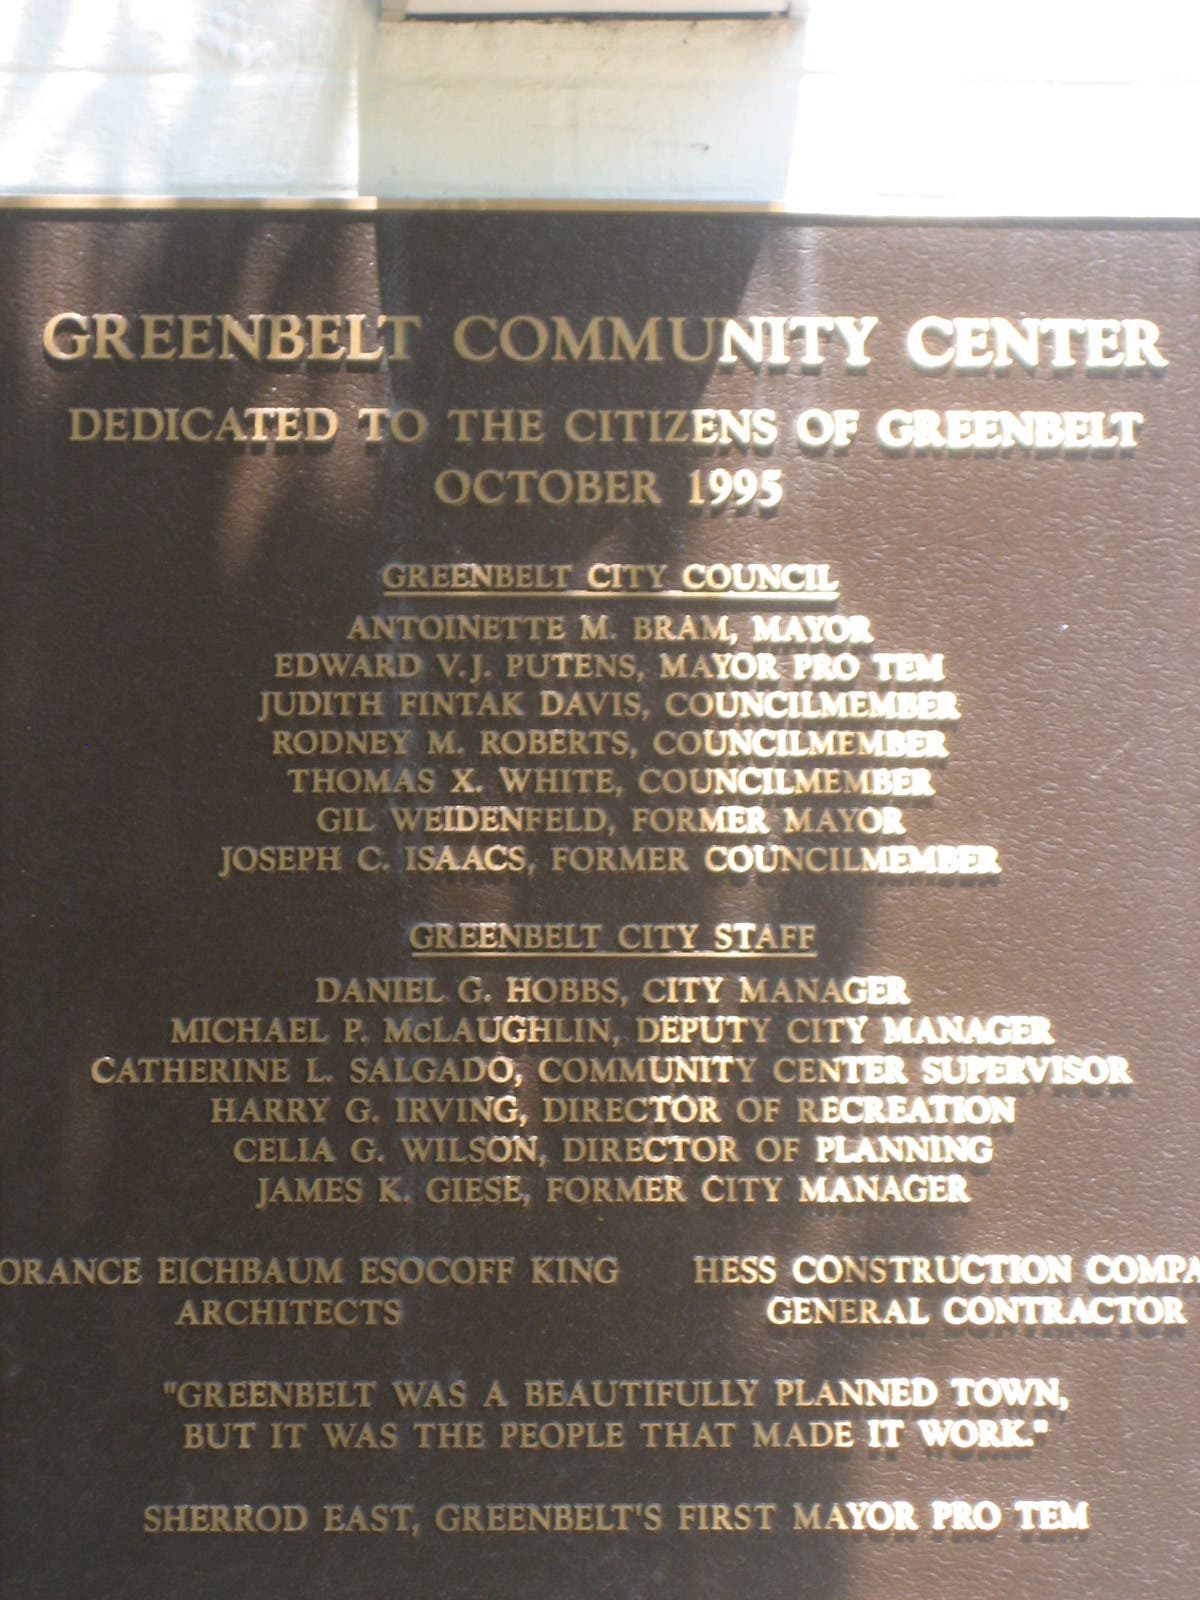 GREENBELT COMMUNITY CENTER
DEDICATED TO THE CITIZENS OF GREENBELT
OCTOBER 1995
GREENBELT CITY COUNCIL
ANTOINETTE M. BRAM, MAYOR
EDWARD V.J. PUTENS, MAYOR PRO TEM
JUDITH FINTAK DAVIS, COUNCILMEMBER
RODNEY M. ROBERTS, COUNCILMEMBER
THOMAS X. WHITE, COUNCILMEMBER
GIL WEIDENFELD, FORMER MAYOR
JOSEPH C. ISAACS, FORMER COUNCILMEMBER
GREENBELT CITY STAFF
DANIEL G. HOBBS, CITY MANAGER
MICHAEL P. McLAUGHLIN, DEPUTY CITY MANAGER
CATHERINE L. SALGADO, COMMUNITY CENTER SUPERVISOR
HARRY G. IRVING, DIRECTOR OF RECREATION
CELIA G. WILSON, DIRECTOR OF PLANNING
JAMES K. GIESE, FORMER CITY MANAGER
ORANCE EICHBAUM ESOCOFF KING
ARCHITECTS
HESS CONSTRUCTION COMPA
GENERAL CONTRACTOR
"GREENBELT WAS A BEAUTIFULLY PLANNED TOWN,
BUT IT WAS THE PEOPLE THAT MADE IT WORK."
SHERROD EAST, GREENBELT'S FIRST MAYOR PRO TEM